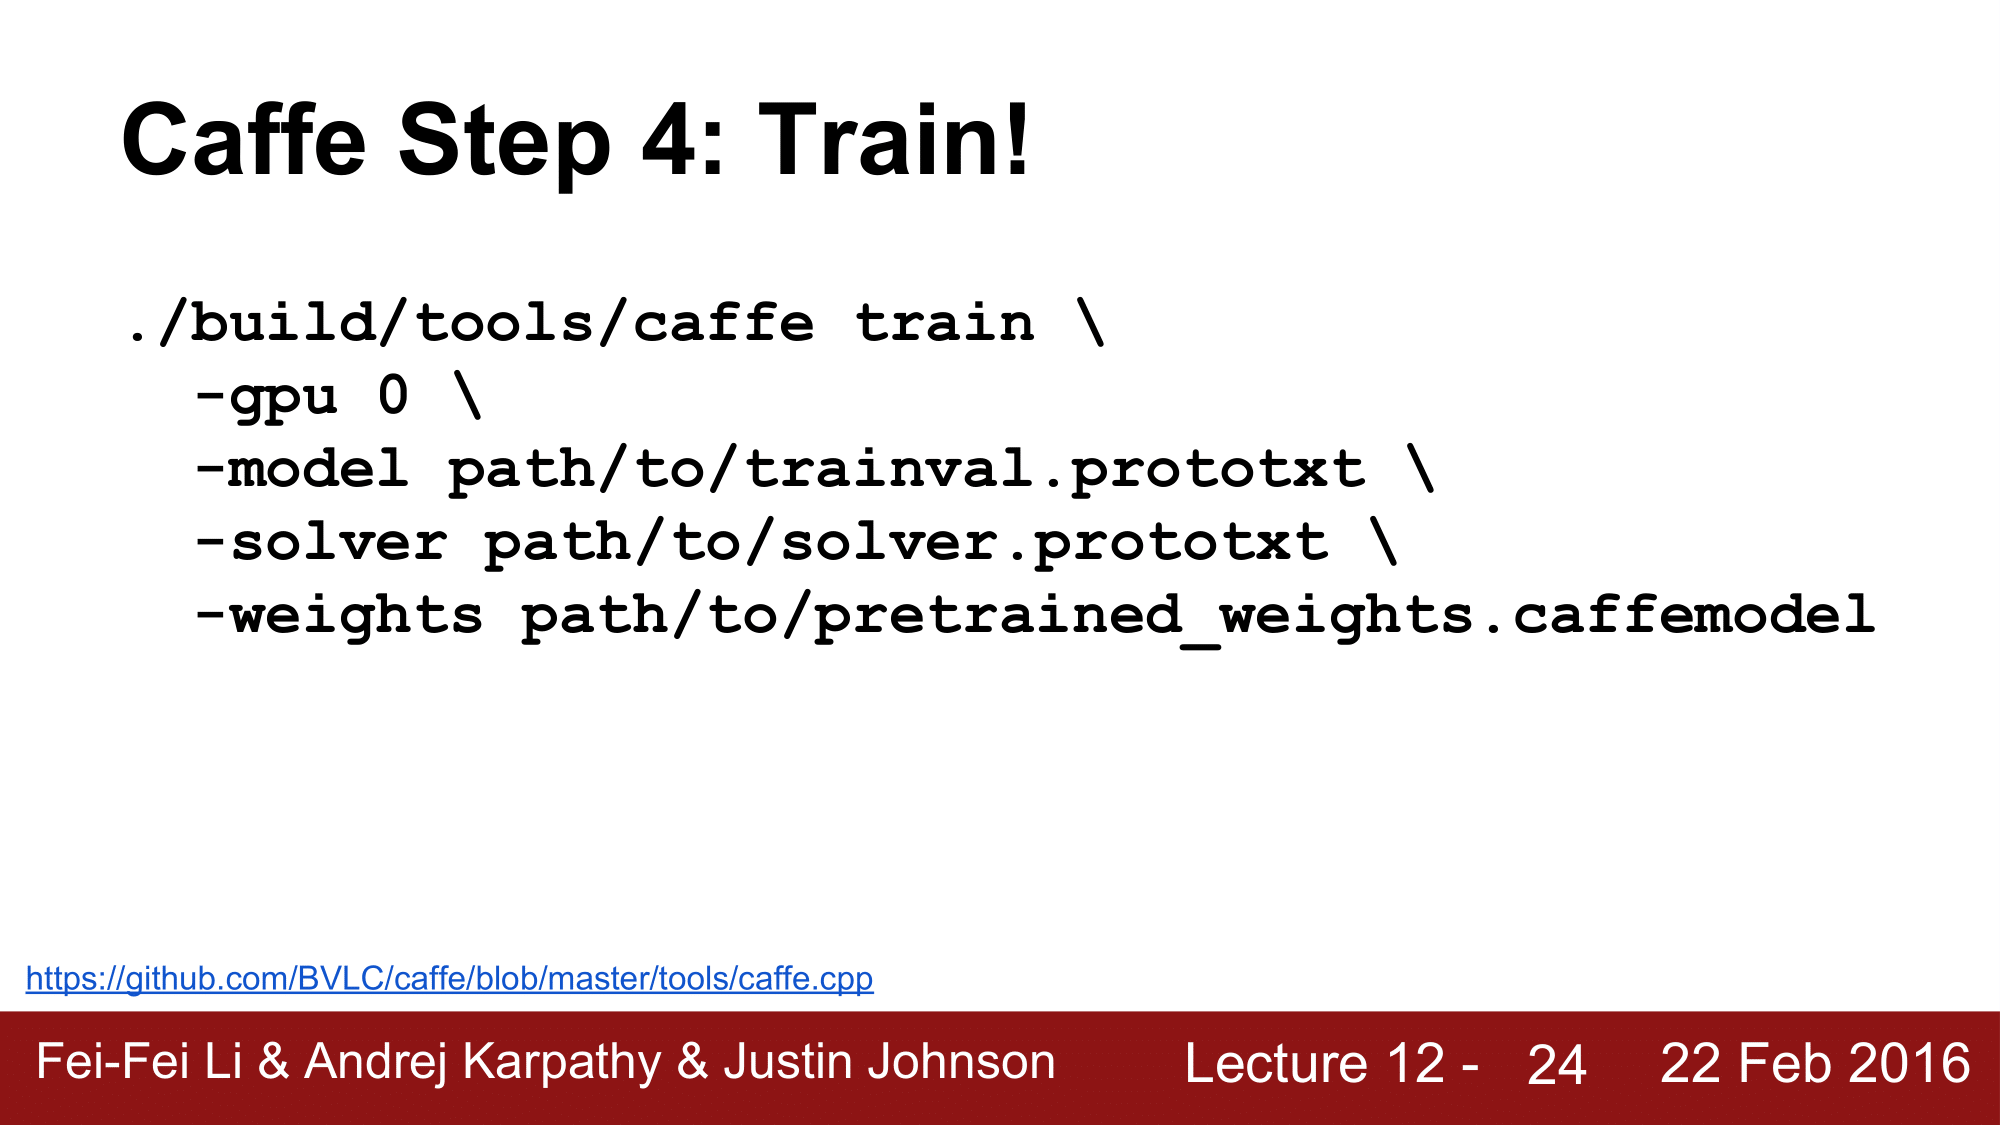 Caffe Step 4: Train!
./build/tools/caffe train \
-gpu 0 \
-model path/to/trainval.prototxt \
-solver path/to/solver.prototxt \
-weights path/to/pretrained_weights.caffemodel
https://github.com/BVLC/caffe/blob/master/tools/caffe.cpp
Fei-Fei Li & Andrej Karpathy & Justin Johnson Lecture 12 - 24 22 Feb 2016